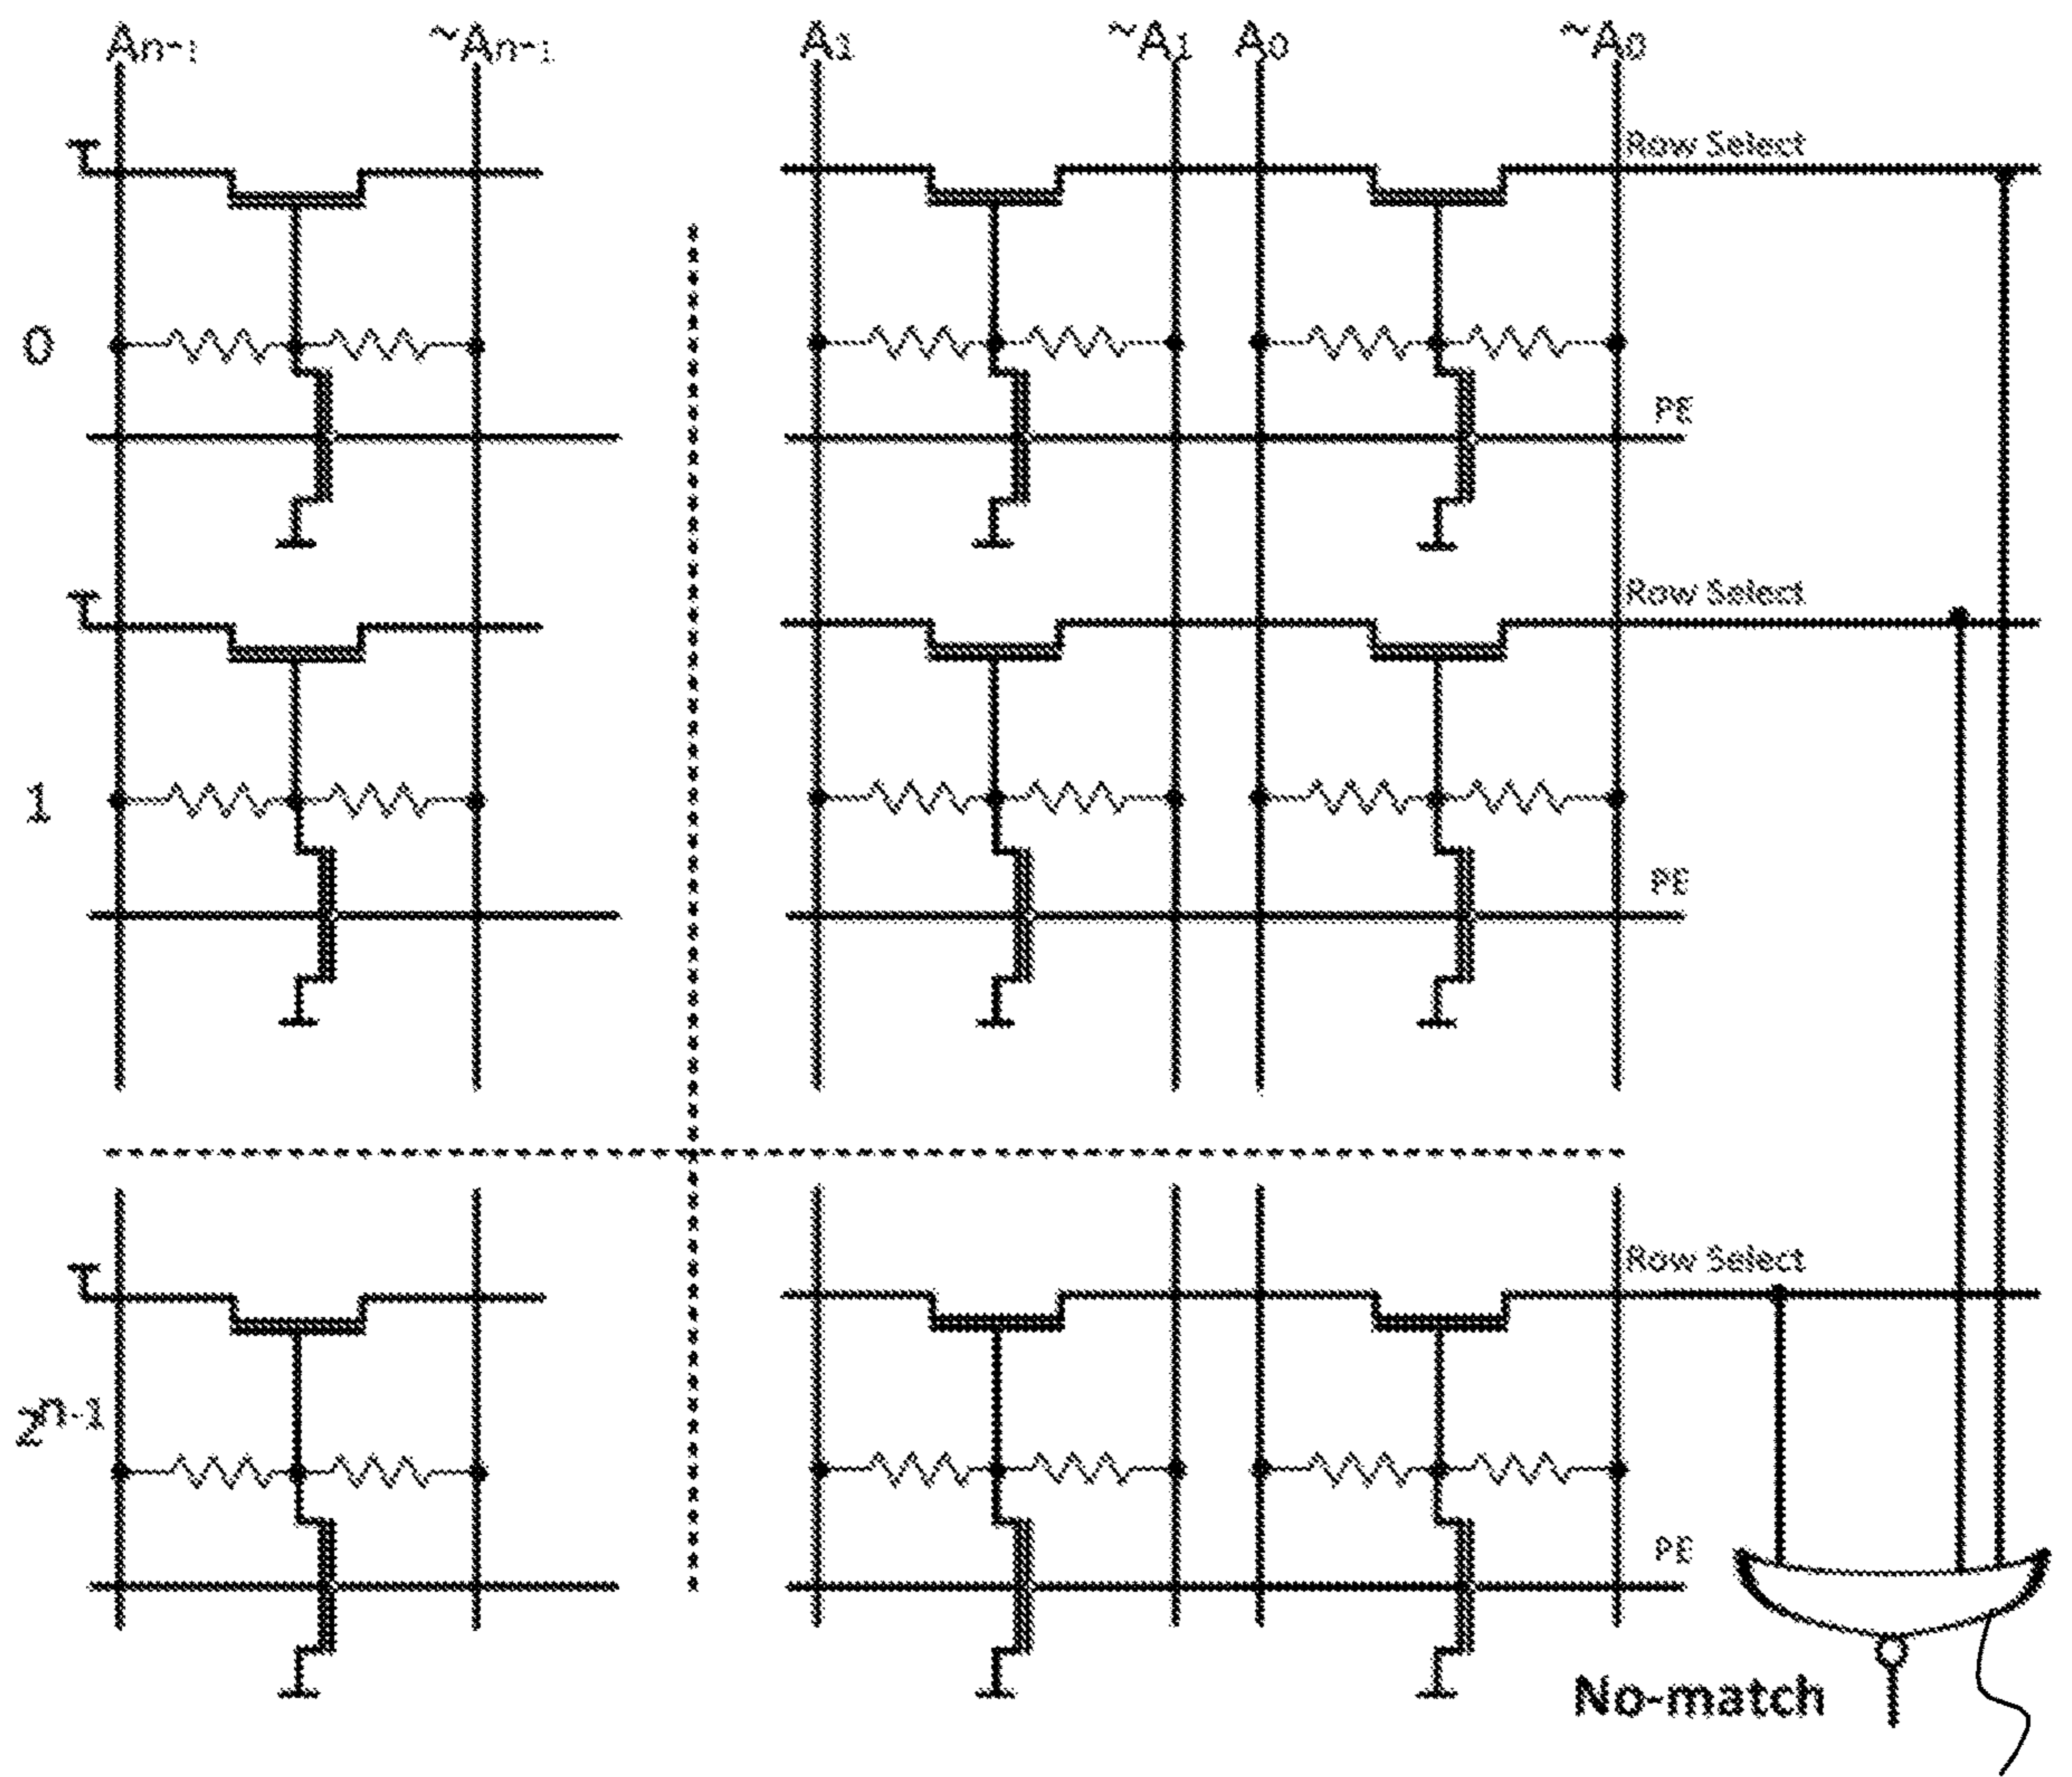 An-1 ~An-1 A1 ~A1 A0 ~A0
Row Select
0
PE
Row Select
1
PE
Row Select
2n-1
PE
No-match